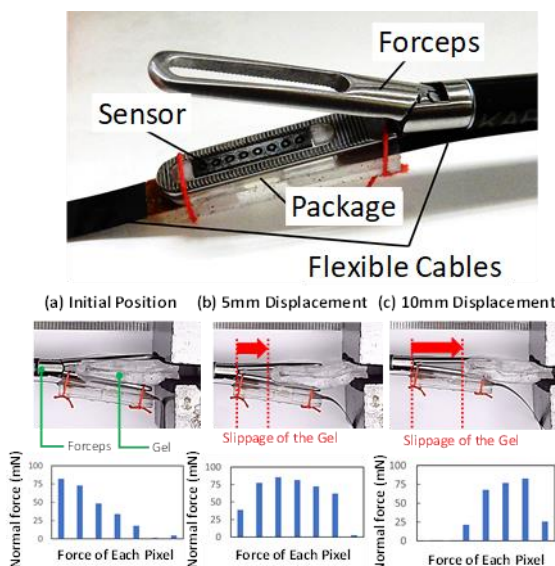 Forceps
Sensor
Package
Flexible Cables
(a) Initial Position (b) 5mm Displacement (c) 10mm Displacement
Forceps Gel
Slippage of the Gel
Slippage of the Gel
Normal force (mN)
100
75
50
25
0
Force of Each Pixel
Normal force (mN)
100
75
50
25
0
Force of Each Pixel
Normal force (mN)
100
75
50
25
0
Force of Each Pixel